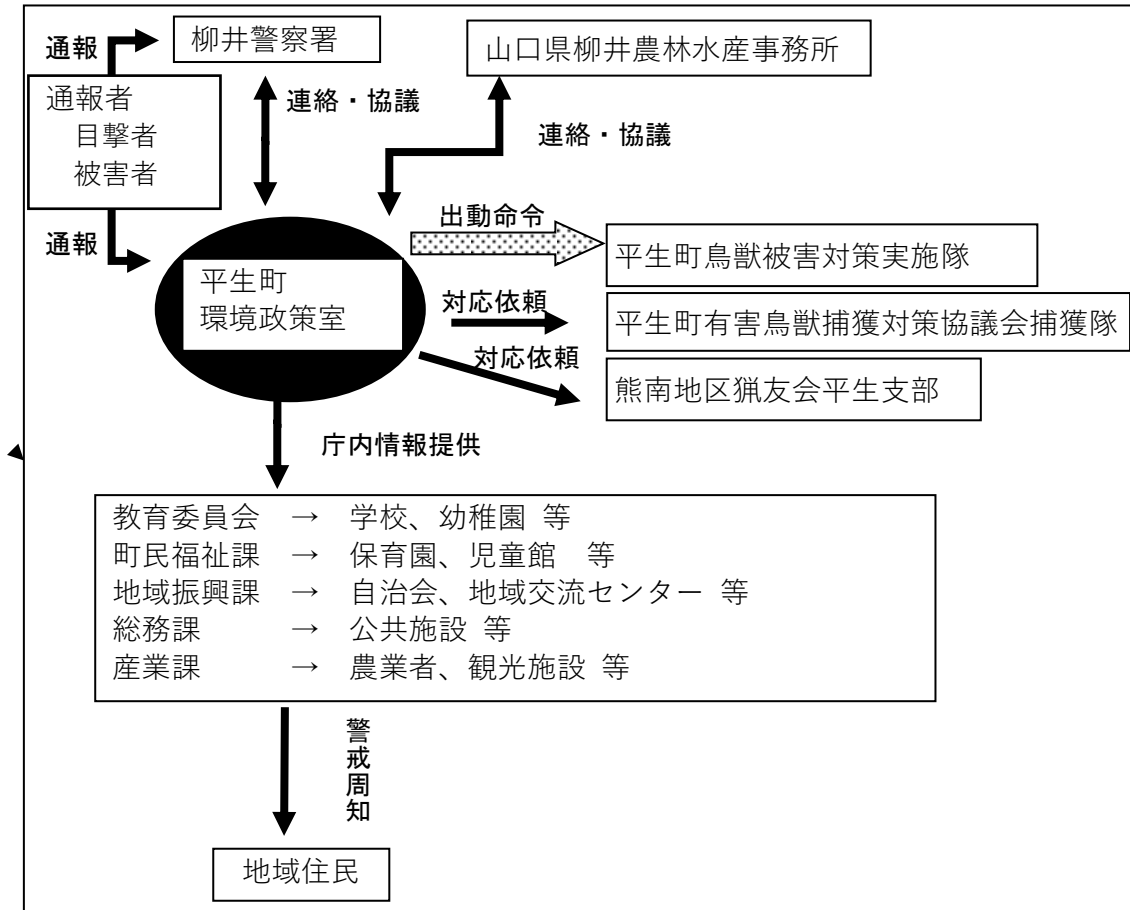 通報
柳井警察署
山口県柳井農林水産事務所
通報者
目撃者
被害者
連絡・協議
連絡・協議
通報
出動命令
平生町鳥獣被害対策実施隊
平生町
環境政策室
対応依頼
平生町有害鳥獣捕獲対策協議会捕獲隊
対応依頼
熊南地区猟友会平生支部
庁内情報提供
教育委員会 → 学校、幼稚園 等
町民福祉課 → 保育園、児童館 等
地域振興課 → 自治会、地域交流センター 等
総務課 → 公共施設 等
産業課 → 農業者、観光施設 等
警戒周知
地域住民